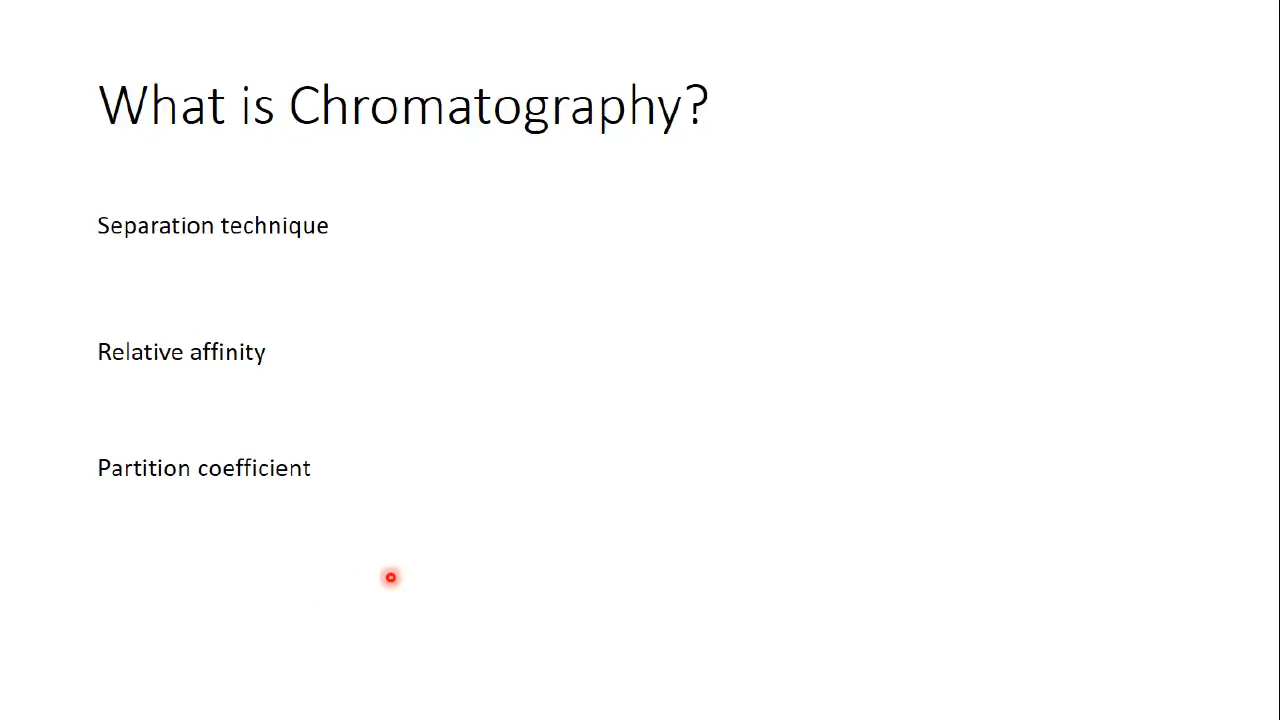 What is Chromatography?
Separation technique
Relative affinity
Partition coefficient